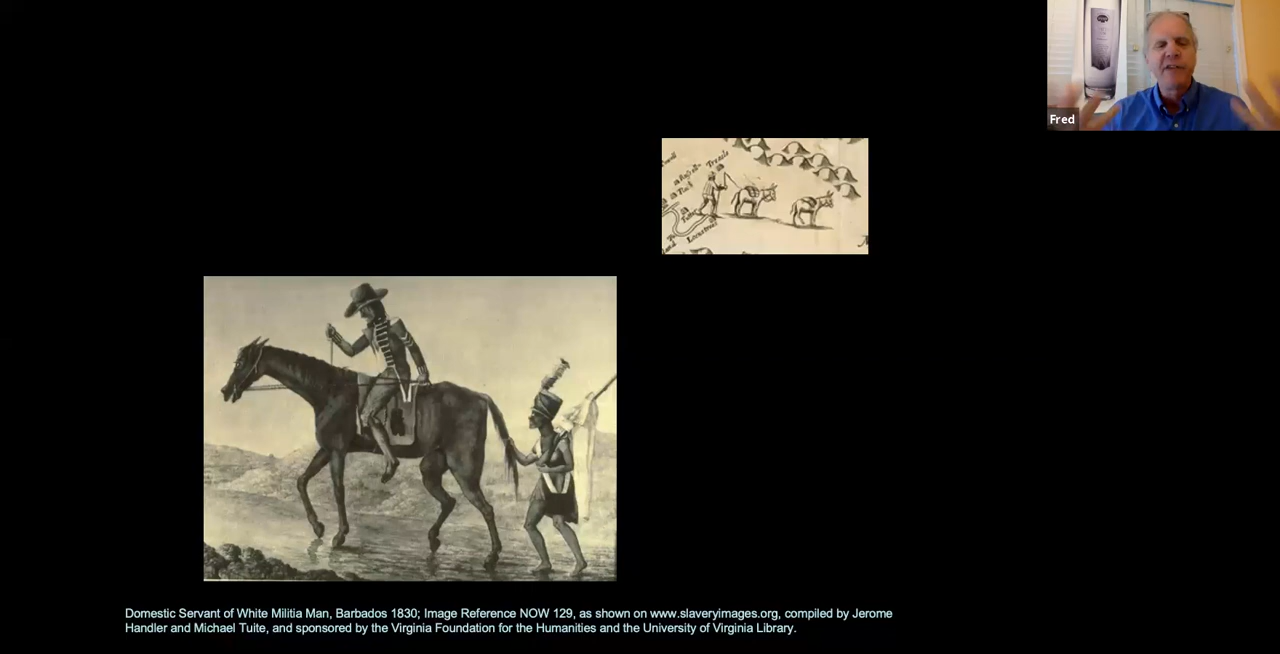 Fred
Treacle
Locustrees
Domestic Servant of White Militia Man, Barbados 1830; Image Reference NOW 129, as shown on www.slaveryimages.org, compiled by Jerome
Handler and Michael Tuite, and sponsored by the Virginia Foundation for the Humanities and the University of Virginia Library.